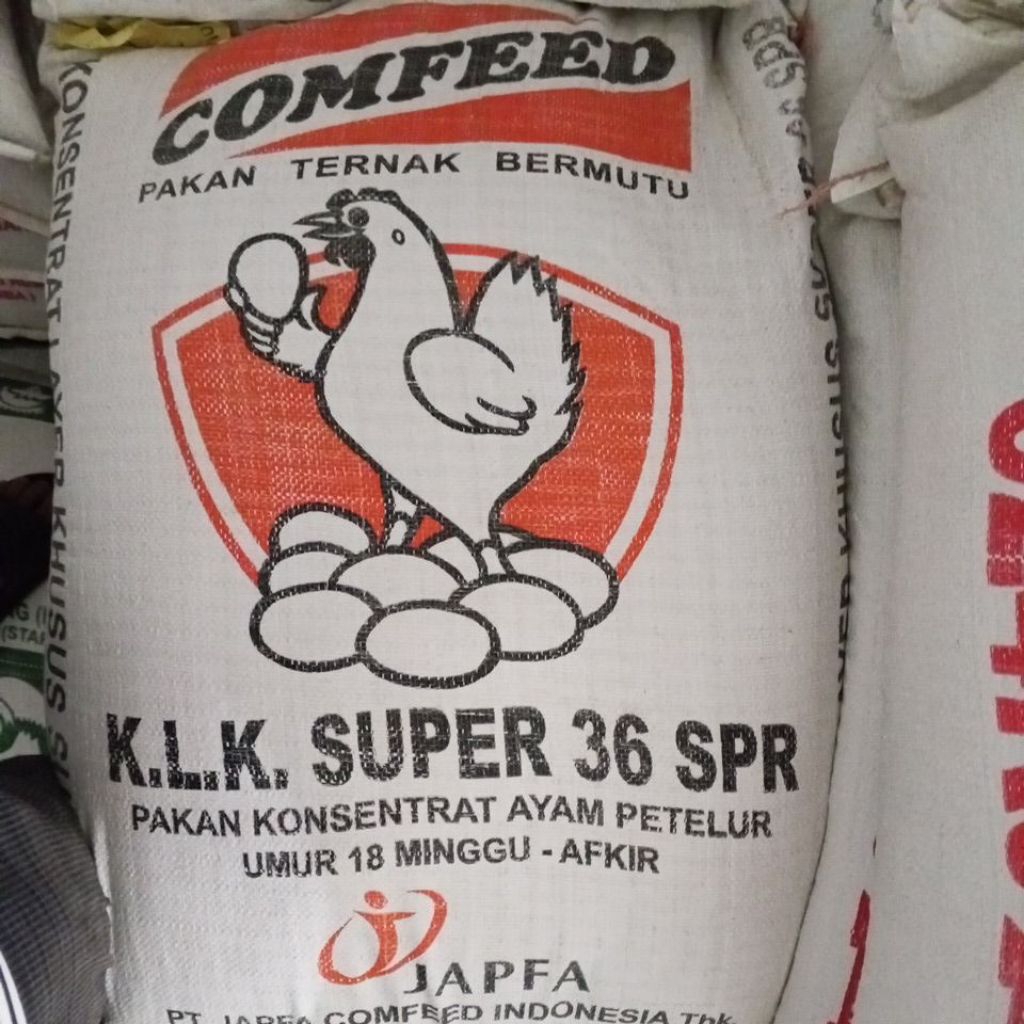 COMFEED
PAKAN TERNAK BERMUTU
KONSENTRAT LAYER KHUSUS
K.L.K. SUPER 36 SPR
PAKAN KONSENTRAT AYAM PETELUR
UMUR 18 MINGGU - AFKIR
JAPFA
PT JAPFA COMFEED INDONESIA Tbk.
KHUSUS